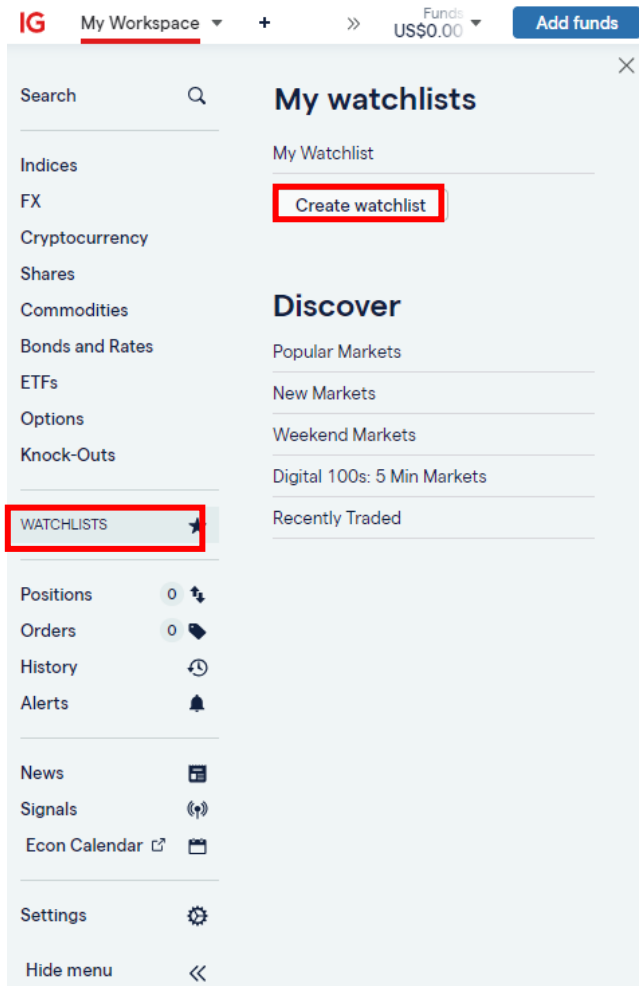 IG My Workspace + Funds US$0.00 Add funds
Search
Indices
FX
Cryptocurrency
Shares
Commodities
Bonds and Rates
ETFs
Options
Knock-Outs
WATCHLISTS
Positions 0
Orders 0
History
Alerts
News
Signals
Econ Calendar
Settings
Hide menu
My watchlists
My Watchlist
Create watchlist
Discover
Popular Markets
New Markets
Weekend Markets
Digital 100s: 5 Min Markets
Recently Traded